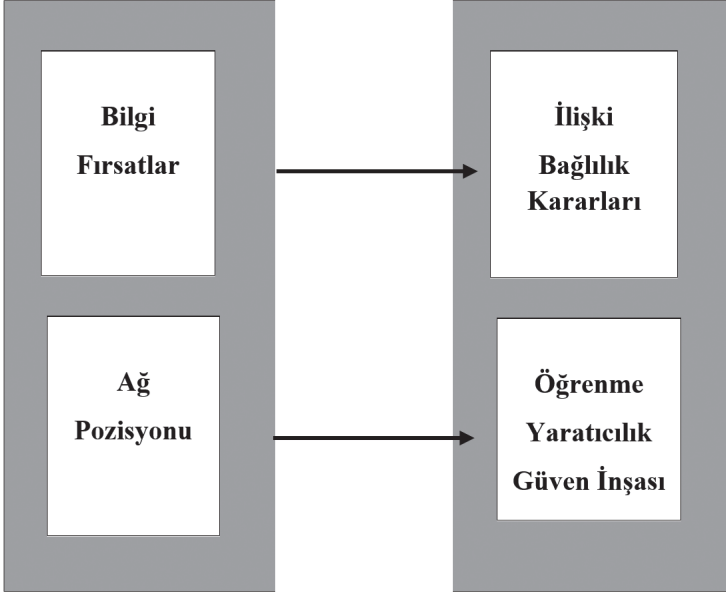 Bilgi
Fırsatlar
İlişki
Bağlılık
Kararları
Ağ
Pozisyonu
Öğrenme
Yaratıcılık
Güven İnşası